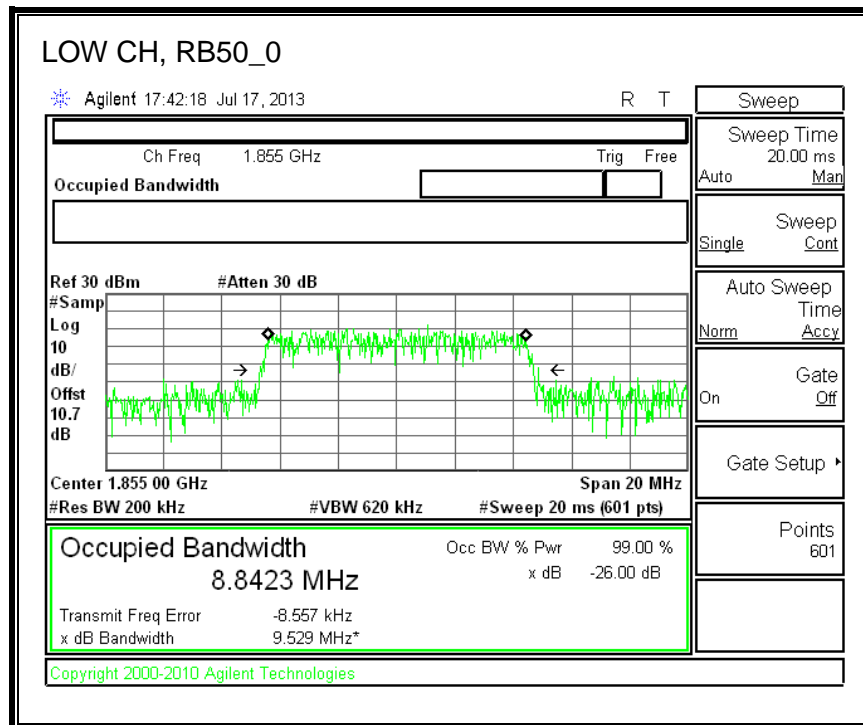 LOW CH, RB50_0
Agilent 17:42:18 Jul 17, 2013 R T
Ch Freq 1.855 GHz Trig Free
Occupied Bandwidth
Ref 30 dBm #Atten 30 dB
#Samp
Log
10
dB/
Offst
10.7
dB
Center 1.855 00 GHz Span 20 MHz
#Res BW 200 kHz #VBW 620 kHz #Sweep 20 ms (601 pts)
Occupied Bandwidth Occ BW % Pwr 99.00 %
8.8423 MHz x dB -26.00 dB
Transmit Freq Error -8.557 kHz
x dB Bandwidth 9.529 MHz*
Copyright 2000-2010 Agilent Technologies
Sweep
Sweep Time
20.00 ms
Auto Man
Sweep
Single Cont
Auto Sweep
Time
Norm Accy
Gate
On Off
Gate Setup
Points
601